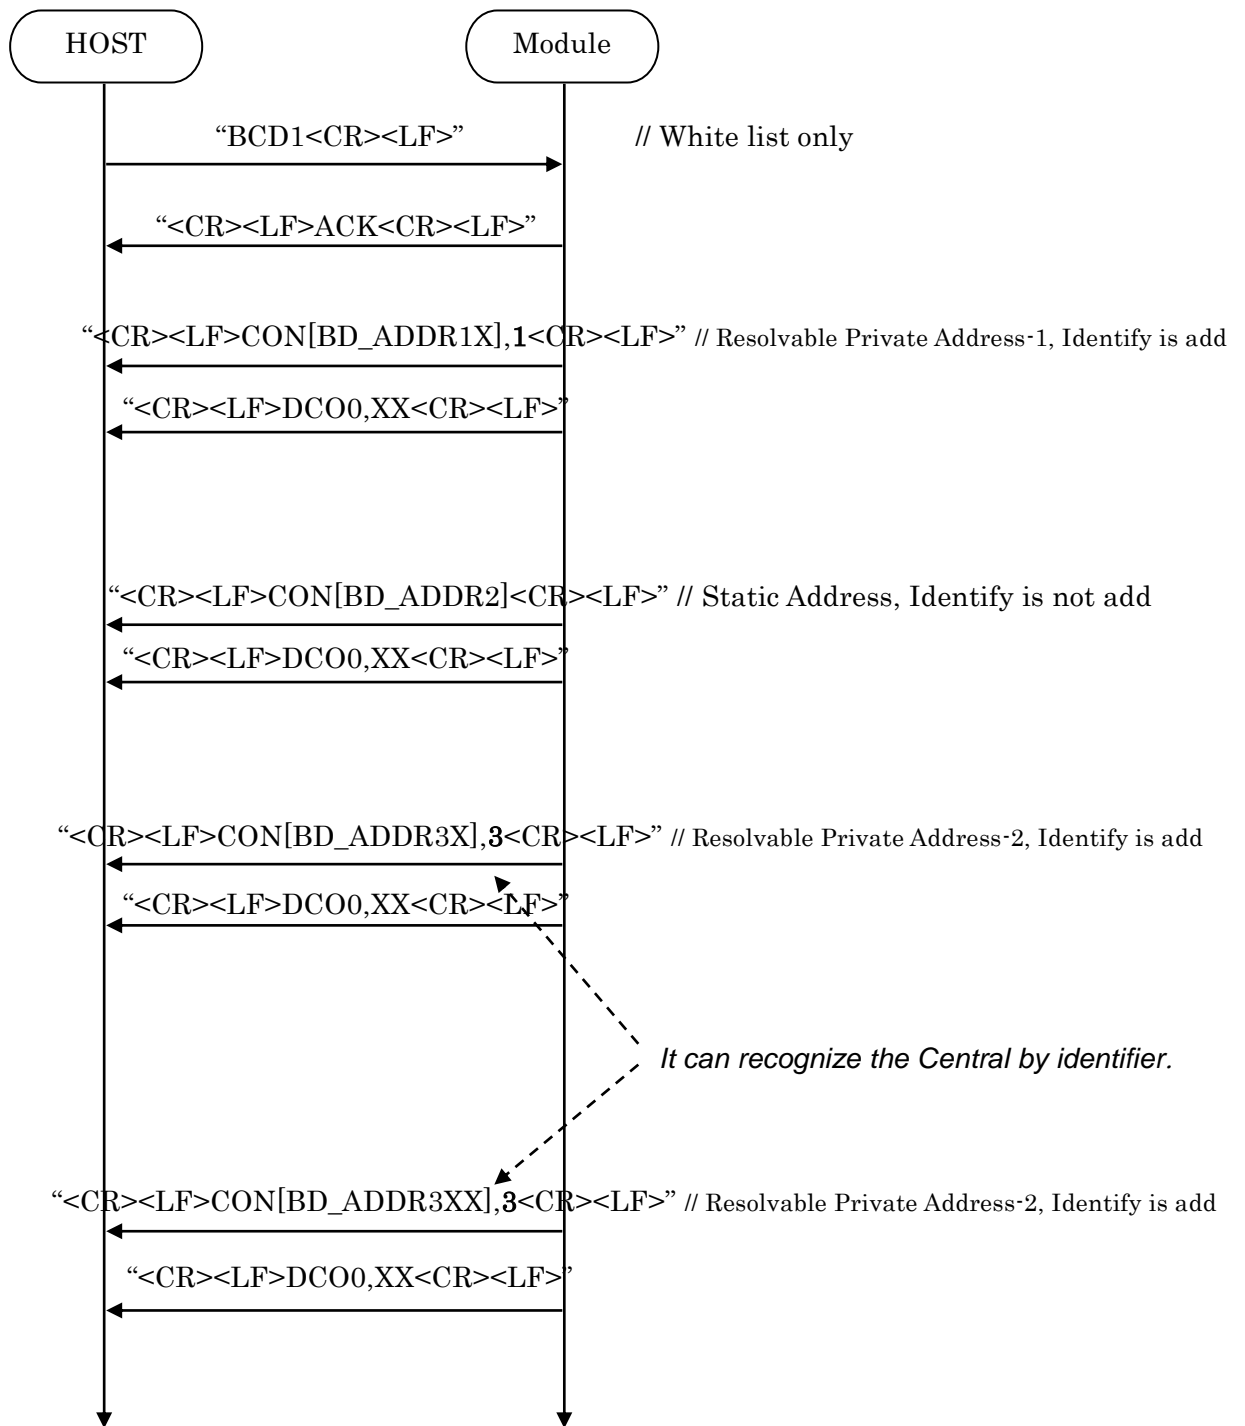 HOST Module
“BCD1<CR><LF>” // White list only
“<CR><LF>ACK<CR><LF>”
“<CR><LF>CON[BD_ADDR1X],1<CR><LF>” // Resolvable Private Address-1, Identify is add
“<CR><LF>DCO0,XX<CR><LF>”
“<CR><LF>CON[BD_ADDR2]<CR><LF>” // Static Address, Identify is not add
“<CR><LF>DCO0,XX<CR><LF>”
“<CR><LF>CON[BD_ADDR3X],3<CR><LF>” // Resolvable Private Address-2, Identify is add
“<CR><LF>DCO0,XX<CR><LF>”
It can recognize the Central by identifier.
“<CR><LF>CON[BD_ADDR3XX],3<CR><LF>” // Resolvable Private Address-2, Identify is add
“<CR><LF>DCO0,XX<CR><LF>”